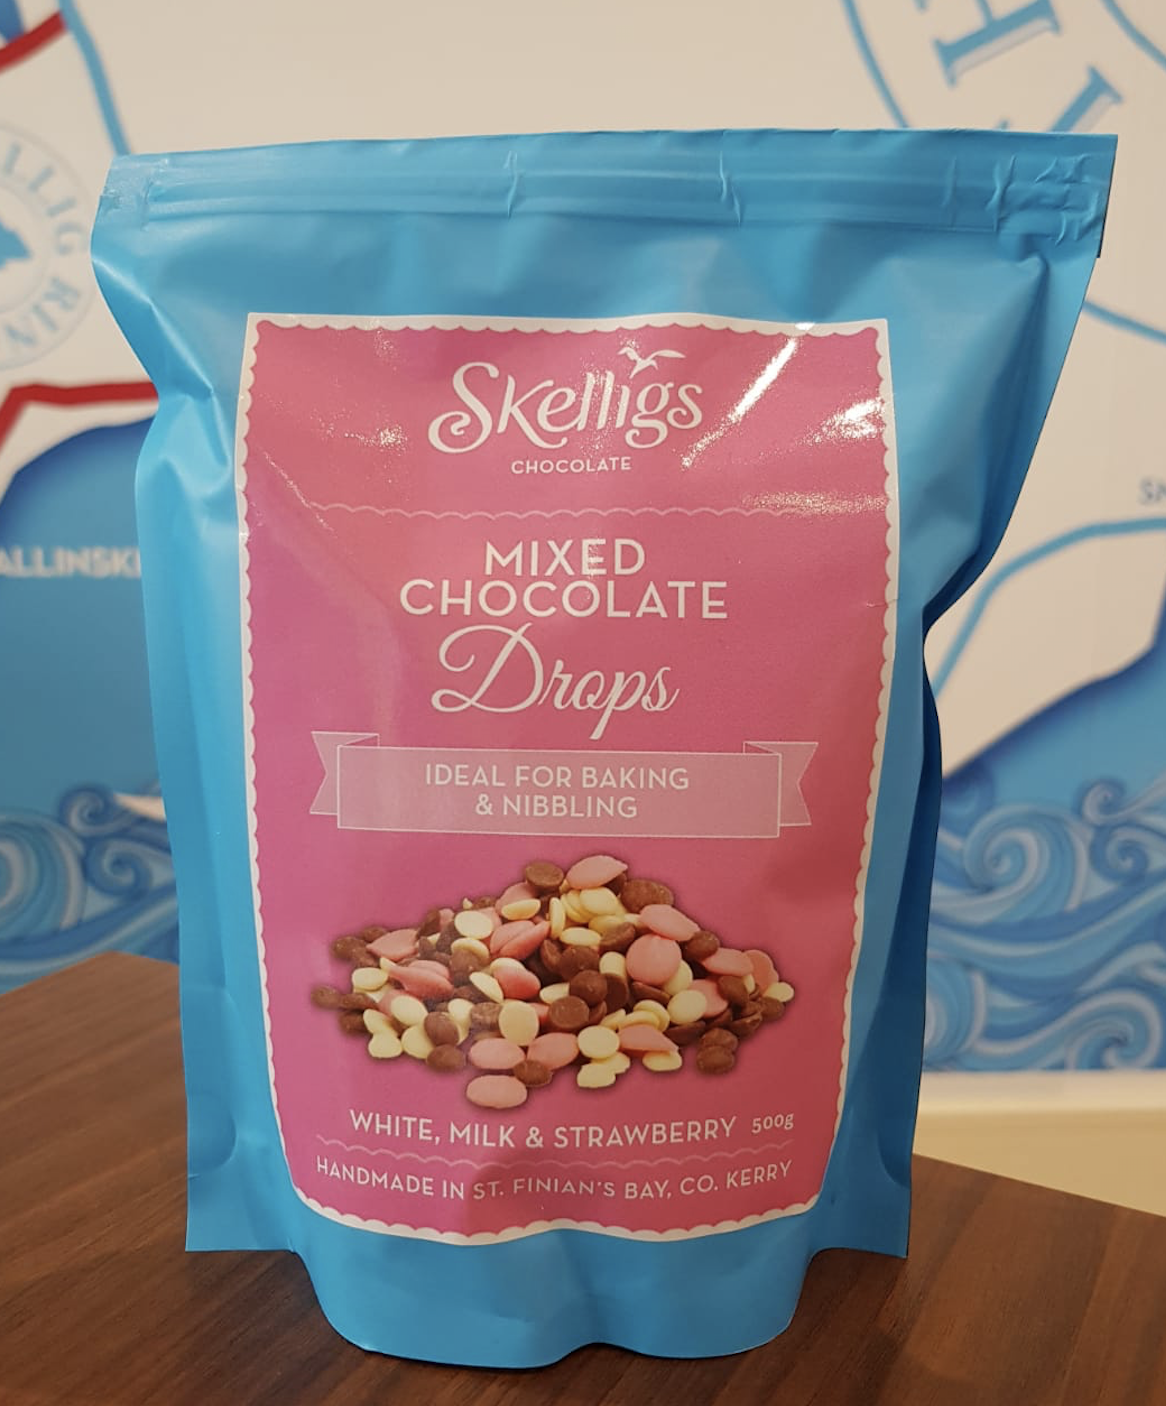 Skelligs
CHOCOLATE
MIXED
CHOCOLATE
Drops
IDEAL FOR BAKING
& NIBBLING
WHITE, MILK & STRAWBERRY 500g
HANDMADE IN ST. FINIAN'S BAY, CO. KERRY